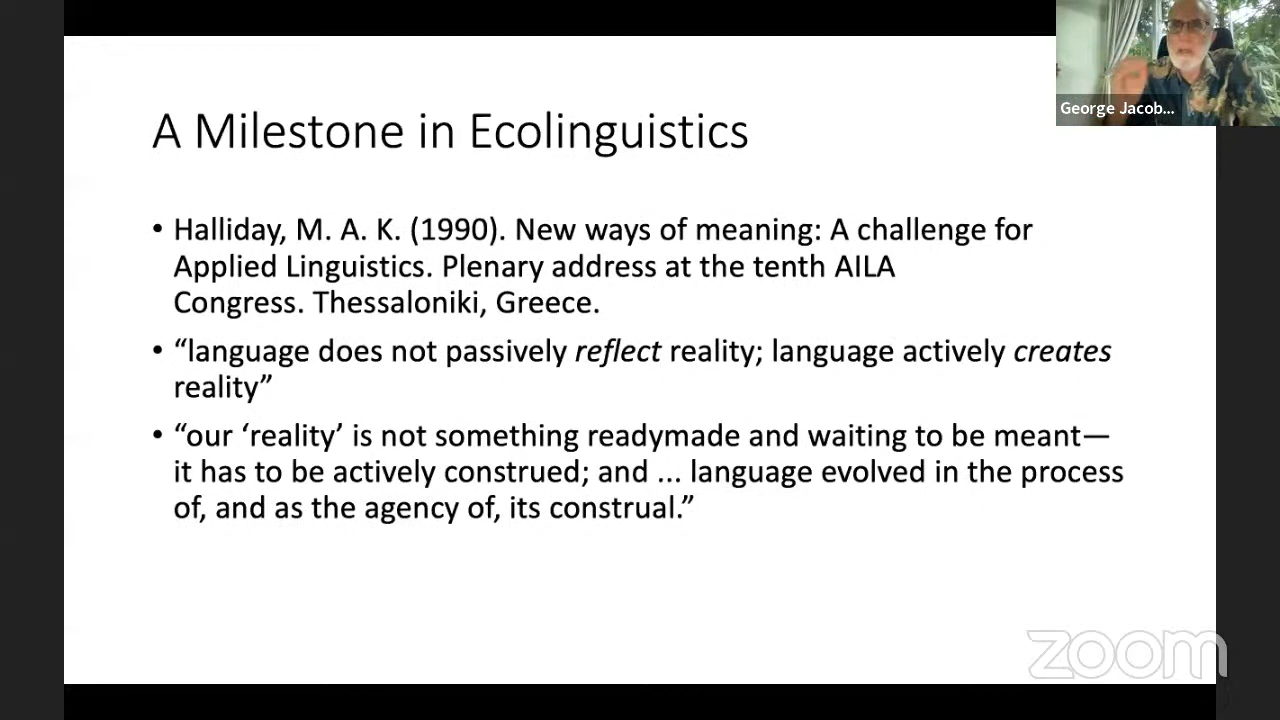 George Jacob...
A Milestone in Ecolinguistics
• Halliday, M. A. K. (1990). New ways of meaning: A challenge for
Applied Linguistics. Plenary address at the tenth AILA
Congress. Thessaloniki, Greece.
• “language does not passively reflect reality; language actively creates
reality”
• “our ‘reality’ is not something readymade and waiting to be meant—
it has to be actively construed; and ... language evolved in the process
of, and as the agency of, its construal.”
zoom